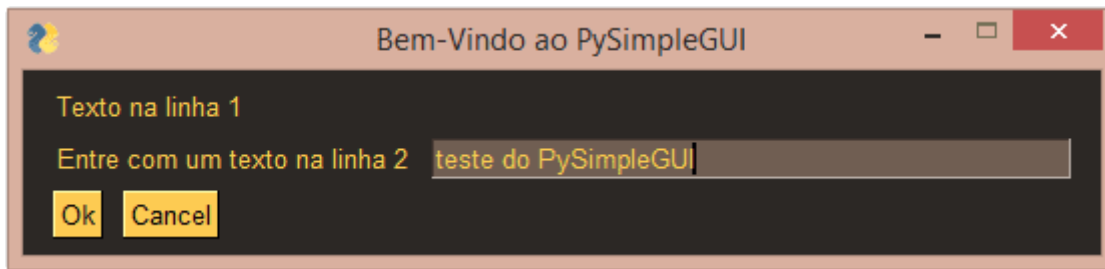 Bem-Vindo ao PySimpleGUI
Texto na linha 1
Entre com um texto na linha 2 teste do PySimpleGUI
Ok Cancel